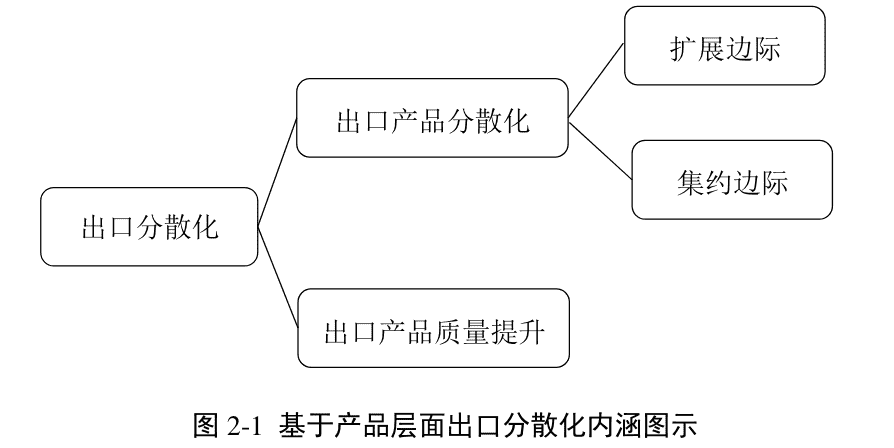 扩展边际
出口产品分散化
集约边际
出口分散化
出口产品质量提升
图 2-1 基于产品层面出口分散化内涵图示